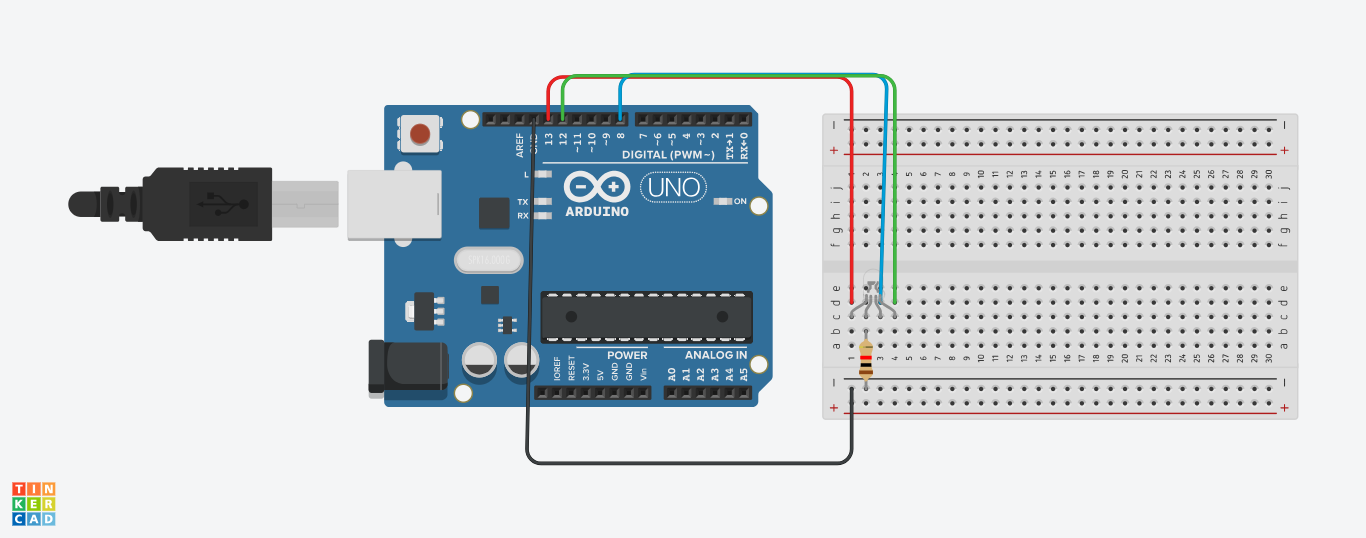 AREF
GND
13
12
~11
~10
~9
8
7
~6
~5
4
~3
2
TX→1
RX←0
DIGITAL (PWM~)
L
TX
RX
UNO
ARDUINO
ON
IOREF
RESET
3.3V
5V
GND
GND
Vin
POWER
ANALOG IN
A0
A1
A2
A3
A4
A5
− −
+ +
1 2 3 4 5 6 7 8 9 10 11 12 13 14 15 16 17 18 19 20 21 22 23 24 25 26 27 28 29 30
j j
i i
h h
g g
f f
e e
d d
c c
b b
a a
1 2 3 4 5 6 7 8 9 10 11 12 13 14 15 16 17 18 19 20 21 22 23 24 25 26 27 28 29 30
− −
+ +
TIN
KER
CAD